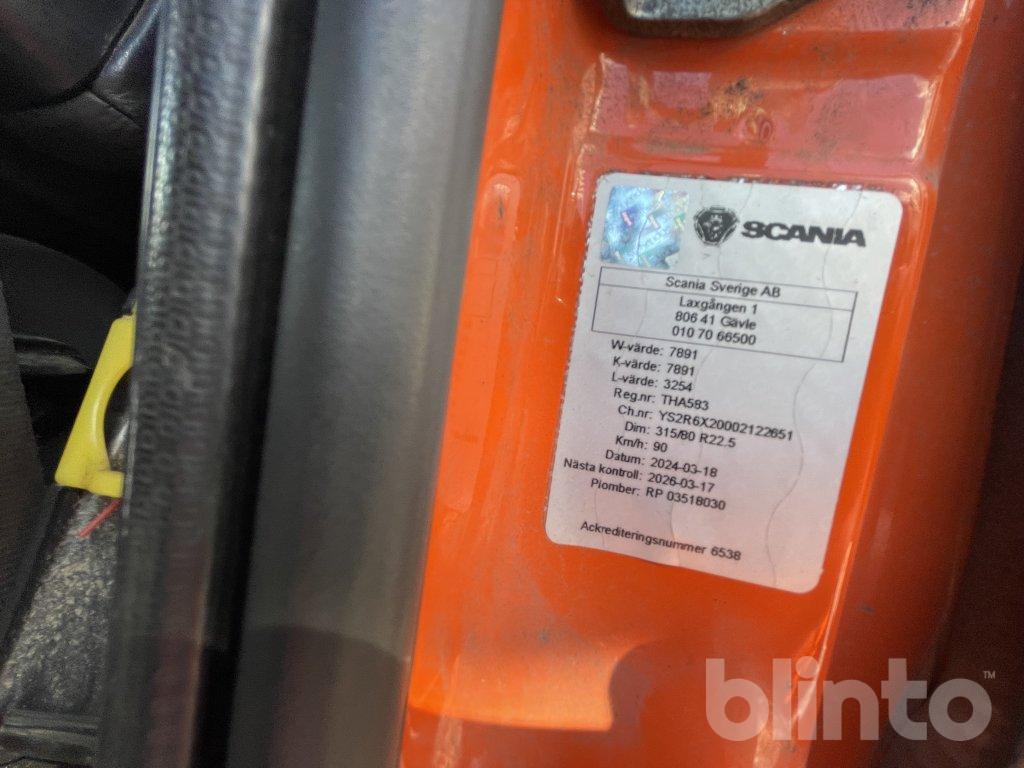 SCANIA
Scania Sverige AB
Laxgången 1
806 41 Gävle
010 70 66500
W-värde: 7891
K-värde: 7891
L-värde: 3254
Reg.nr: THA583
Ch.nr: YS2R6X20002122651
Dim: 315/80 R22.5
Km/h: 90
Datum: 2024-03-18
Nästa kontroll: 2026-03-17
Plomber: RP 03518030
Ackrediteringsnummer 6538
blinto™